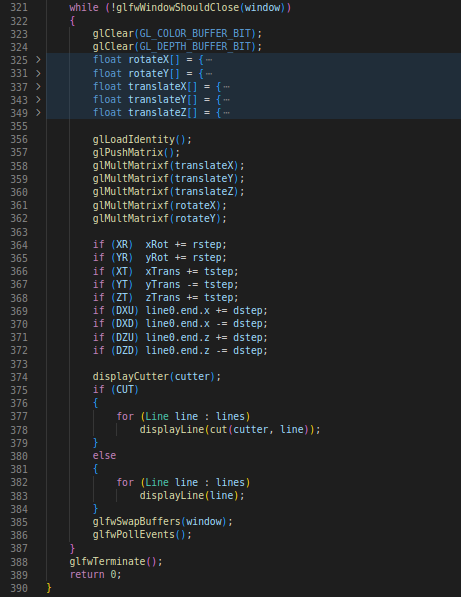 321 while (!glfwWindowShouldClose(window))
322 {
323 glClear(GL_COLOR_BUFFER_BIT);
324 glClear(GL_DEPTH_BUFFER_BIT);
325 > float rotateX[] = {⋯
331 > float rotateY[] = {⋯
337 > float translateX[] = {⋯
343 > float translateY[] = {⋯
349 > float translateZ[] = {⋯
355
356 glLoadIdentity();
357 glPushMatrix();
358 glMultMatrixf(translateX);
359 glMultMatrixf(translateY);
360 glMultMatrixf(translateZ);
361 glMultMatrixf(rotateX);
362 glMultMatrixf(rotateY);
363
364 if (XR) xRot += rstep;
365 if (YR) yRot += rstep;
366 if (XT) xTrans += tstep;
367 if (YT) yTrans -= tstep;
368 if (ZT) zTrans += tstep;
369 if (DXU) line0.end.x += dstep;
370 if (DXD) line0.end.x -= dstep;
371 if (DZU) line0.end.z += dstep;
372 if (DZD) line0.end.z -= dstep;
373
374 displayCutter(cutter);
375 if (CUT)
376 {
377 for (Line line : lines)
378 displayLine(cut(cutter, line));
379 }
380 else
381 {
382 for (Line line : lines)
383 displayLine(line);
384 }
385 glfwSwapBuffers(window);
386 glfwPollEvents();
387 }
388 glfwTerminate();
389 return 0;
390 }